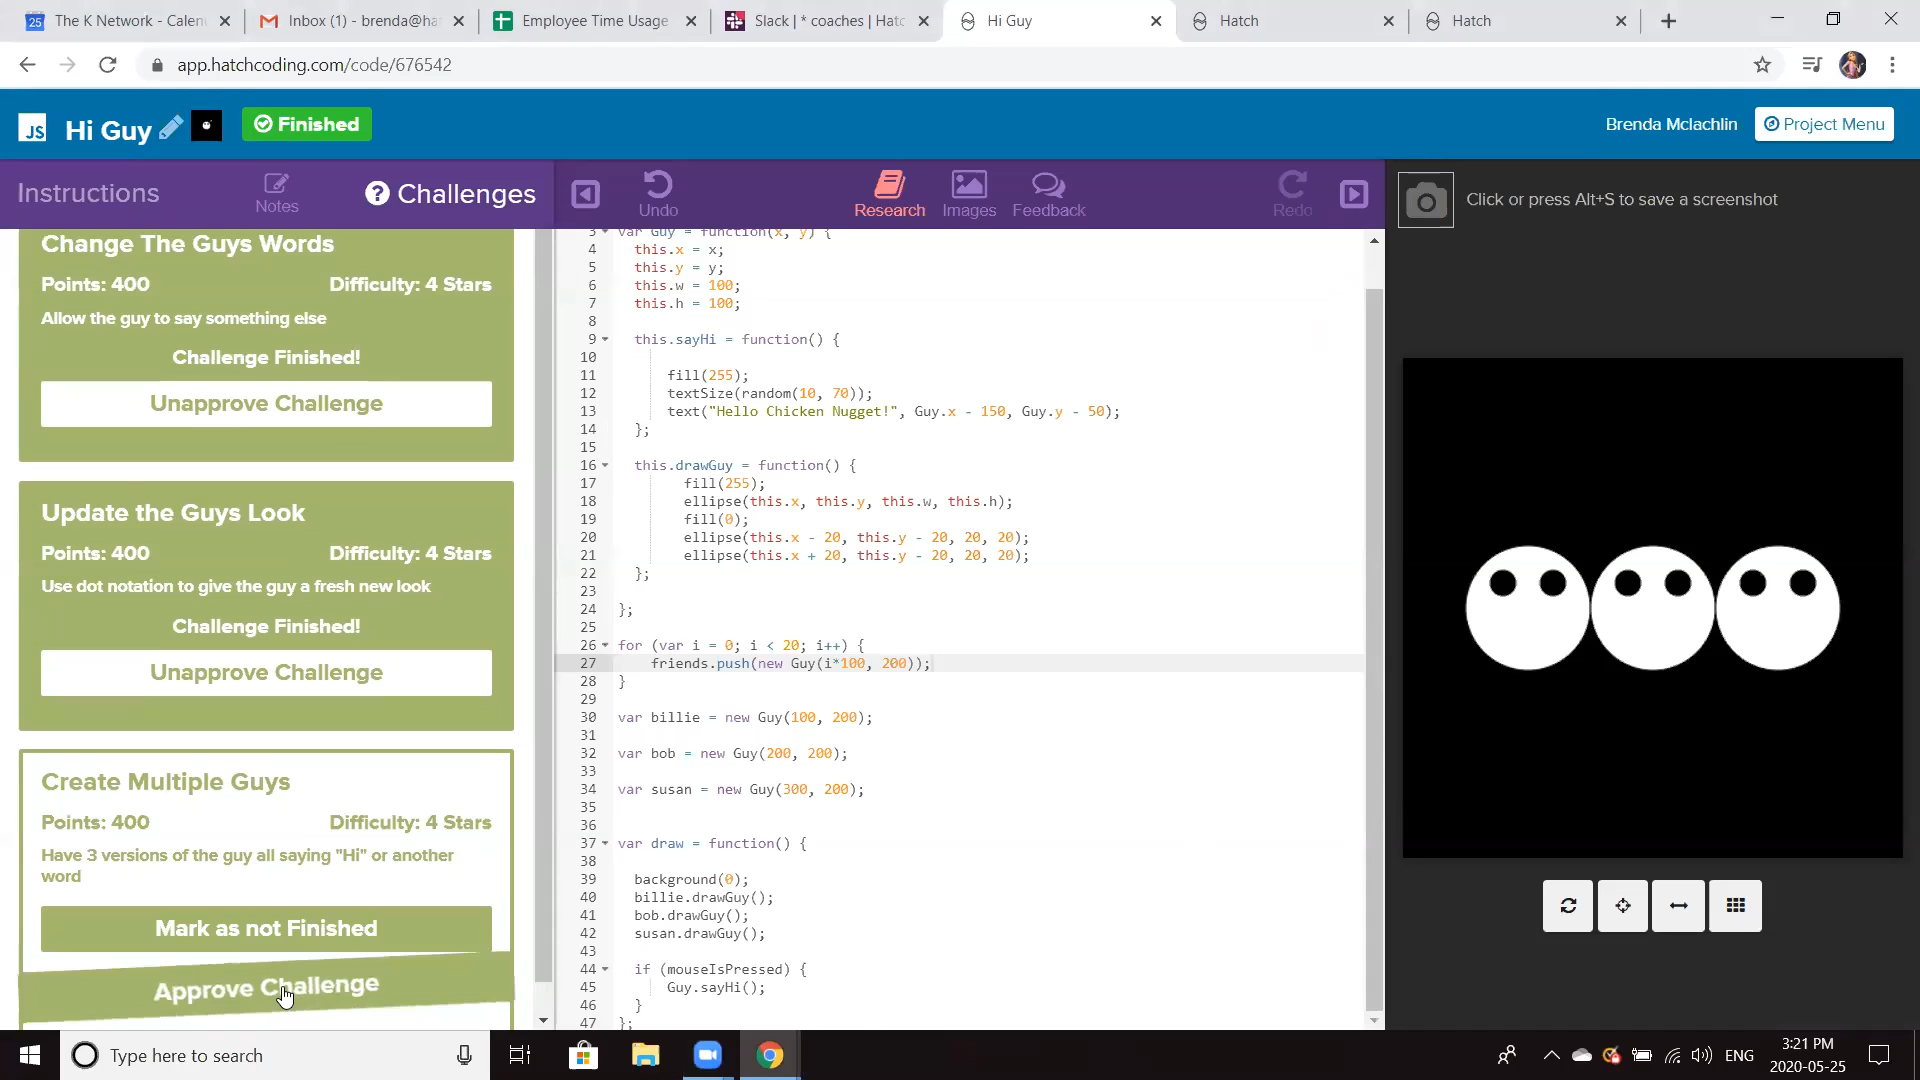 25 The K Network - Calen
Inbox (1) - brenda@ha
Employee Time Usage
Slack | * coaches | Hatc
Hi Guy
Hatch
Hatch
app.hatchcoding.com/code/676542
JS Hi Guy
Finished
Brenda Mclachlin
Project Menu
Instructions
Notes
? Challenges
Undo
Research
Images
Feedback
Redo
Click or press Alt+S to save a screenshot
Change The Guys Words
Points: 400 Difficulty: 4 Stars
Allow the guy to say something else
Challenge Finished!
Unapprove Challenge
Update the Guys Look
Points: 400 Difficulty: 4 Stars
Use dot notation to give the guy a fresh new look
Challenge Finished!
Unapprove Challenge
Create Multiple Guys
Points: 400 Difficulty: 4 Stars
Have 3 versions of the guy all saying "Hi" or another
word
Mark as not Finished
Approve Challenge
3 var Guy = function(x, y) {
4 this.x = x;
5 this.y = y;
6 this.w = 100;
7 this.h = 100;
8
9 this.sayHi = function() {
10
11 fill(255);
12 textSize(random(10, 70));
13 text("Hello Chicken Nugget!", Guy.x - 150, Guy.y - 50);
14 };
15
16 this.drawGuy = function() {
17 fill(255);
18 ellipse(this.x, this.y, this.w, this.h);
19 fill(0);
20 ellipse(this.x - 20, this.y - 20, 20, 20);
21 ellipse(this.x + 20, this.y - 20, 20, 20);
22 };
23
24 };
25
26 for (var i = 0; i < 20; i++) {
27 friends.push(new Guy(i*100, 200));
28 }
29
30 var billie = new Guy(100, 200);
31
32 var bob = new Guy(200, 200);
33
34 var susan = new Guy(300, 200);
35
36
37 var draw = function() {
38
39 background(0);
40 billie.drawGuy();
41 bob.drawGuy();
42 susan.drawGuy();
43
44 if (mouseIsPressed) {
45 Guy.sayHi();
46 }
47 };
Type here to search
ENG
3:21 PM
2020-05-25